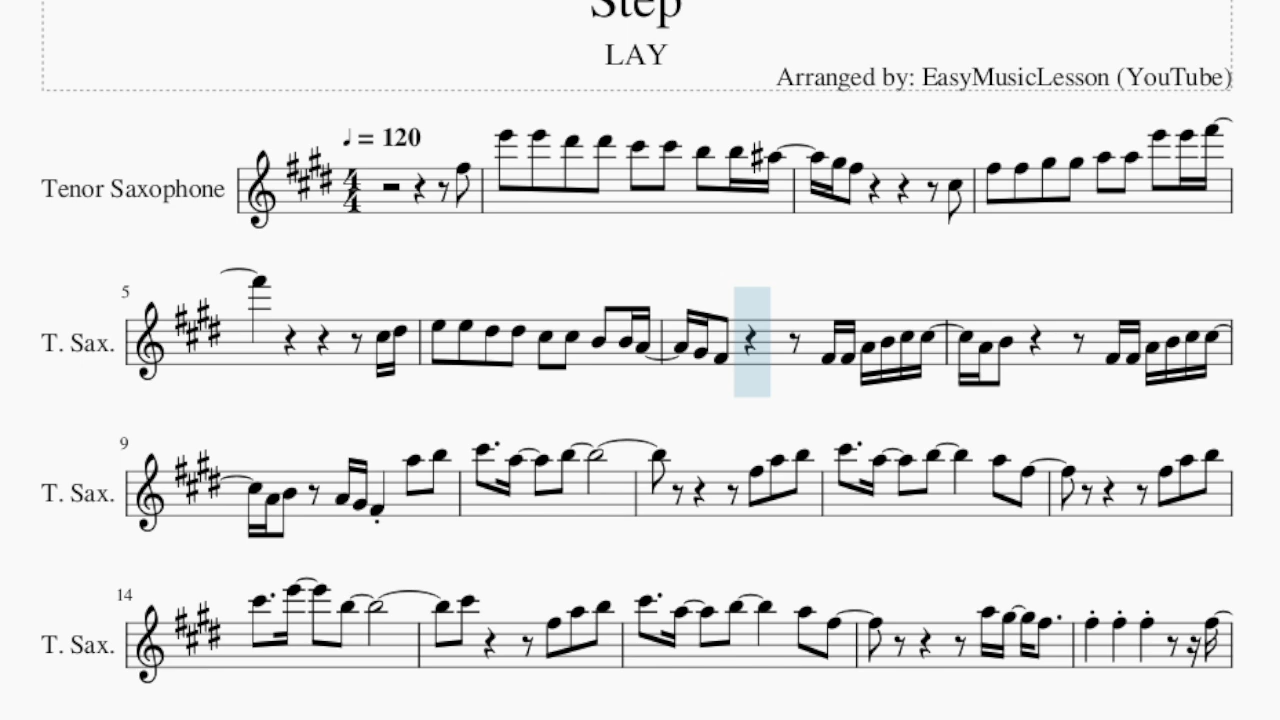 Step
LAY
Arranged by: EasyMusicLesson (YouTube)
♩ = 120
Tenor Saxophone
4
4
5
T. Sax.
9
T. Sax.
14
T. Sax.